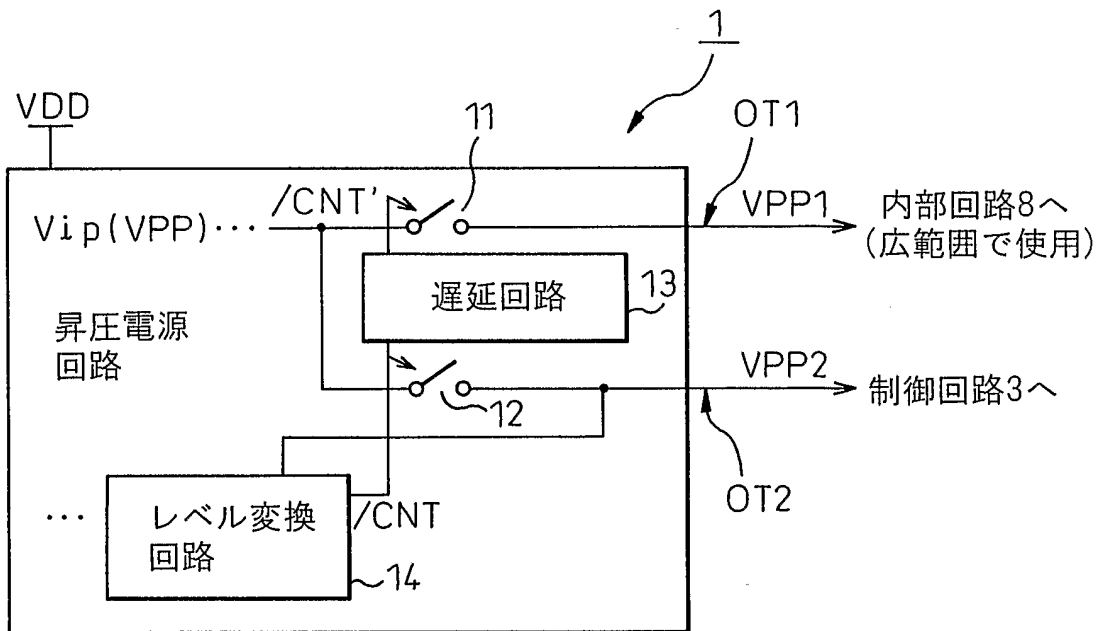 1
VDD
11
OT1
/CNT'
VPP1
内部回路8へ
(広範囲で使用)
Vip(VPP)···
遅延回路
13
昇圧電源
回路
VPP2
制御回路3へ
12
OT2
···
レベル変換
回路
/CNT
14